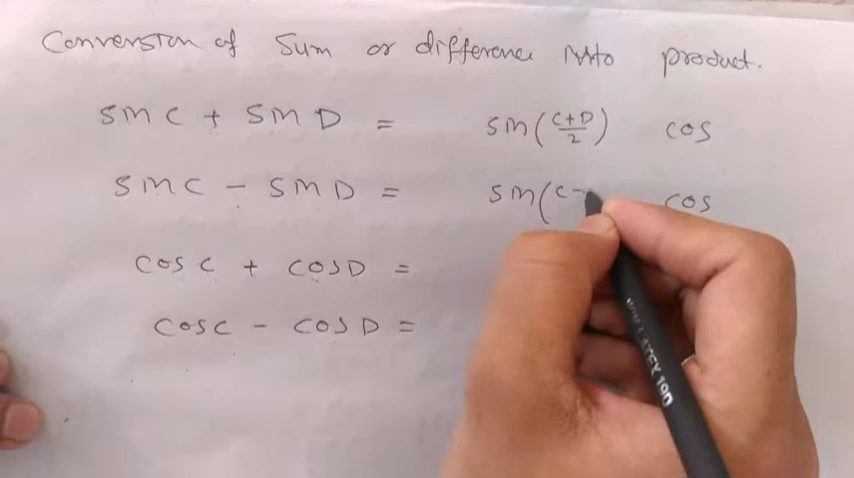 Conversion of Sum or difference into product.
sin C + sin D = sin(C+D/2) cos
sin C - sin D = sin(C- cos
cos C + cos D =
cos C - cos D =